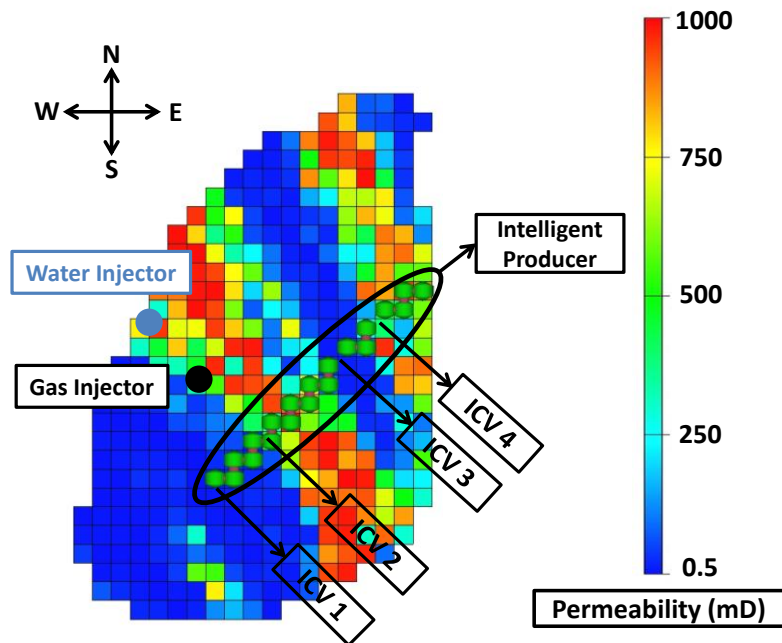 N
W E
S
1000
750
500
250
0.5
Intelligent
Producer
Water Injector
Gas Injector
ICV 4
ICV 3
ICV 2
ICV 1
Permeability (mD)